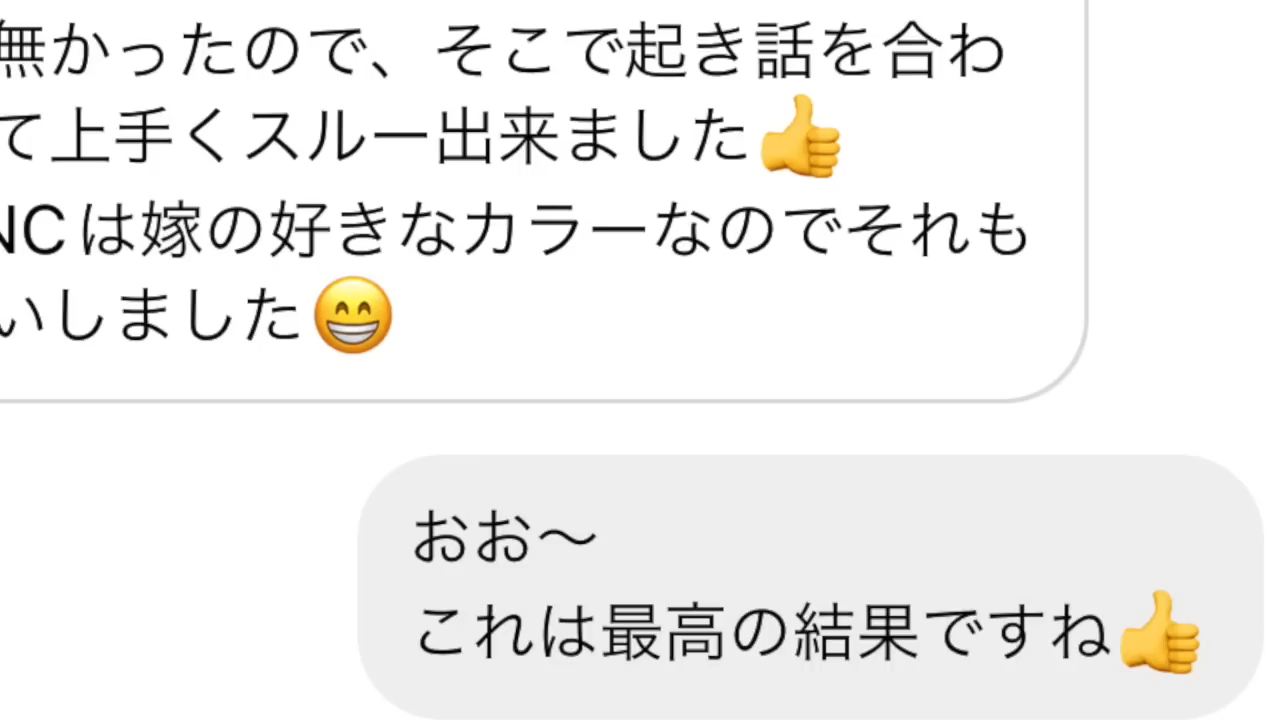 無かったので、そこで起き話を合わ
て上手くスルー出来ました👍
NCは嫁の好きなカラーなのでそれも
いしました😁
おお〜
これは最高の結果ですね👍